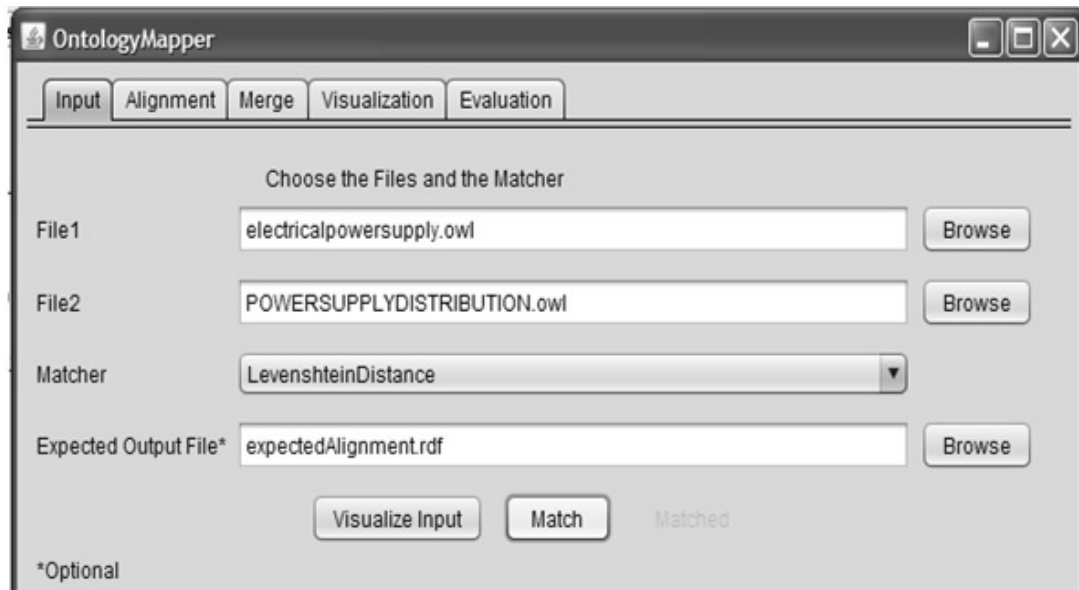 OntologyMapper
Input Alignment Merge Visualization Evaluation
Choose the Files and the Matcher
File1 electricalpowersupply.owl Browse
File2 POWERSUPPLYDISTRIBUTION.owl Browse
Matcher LevenshteinDistance
Expected Output File* expectedAlignment.rdf Browse
Visualize Input Match Matched
*Optional